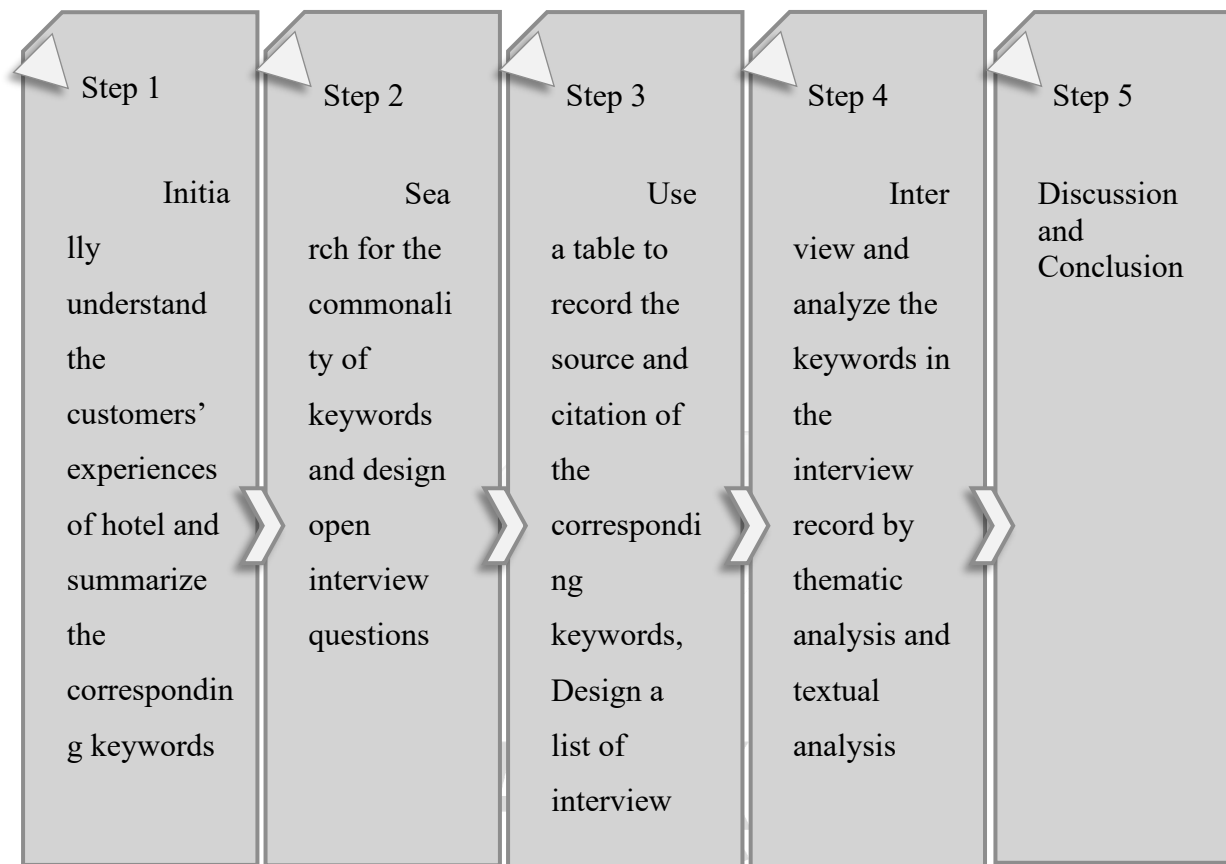 Step 1
Initia
lly
understand
the
customers’
experiences
of hotel and
summarize
the
correspondin
g keywords
Step 2
Sea
rch for the
commonali
ty of
keywords
and design
open
interview
questions
Step 3
Use
a table to
record the
source and
citation of
the
correspondi
ng
keywords,
Design a
list of
interview
Step 4
Inter
view and
analyze the
keywords in
the
interview
record by
thematic
analysis and
textual
analysis
Step 5
Discussion
and
Conclusion